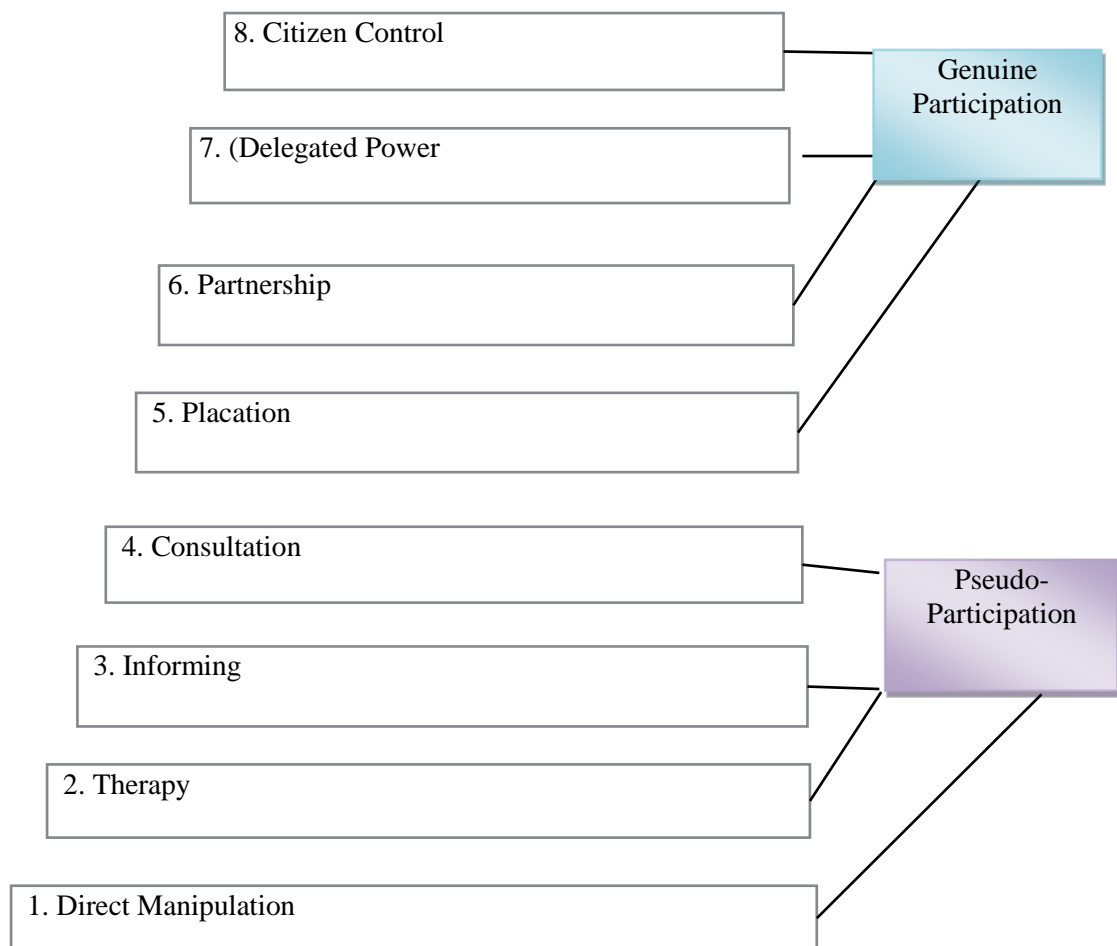 8. Citizen Control
Genuine
Participation
7. (Delegated Power
6. Partnership
5. Placation
4. Consultation
Pseudo-
Participation
3. Informing
2. Therapy
1. Direct Manipulation